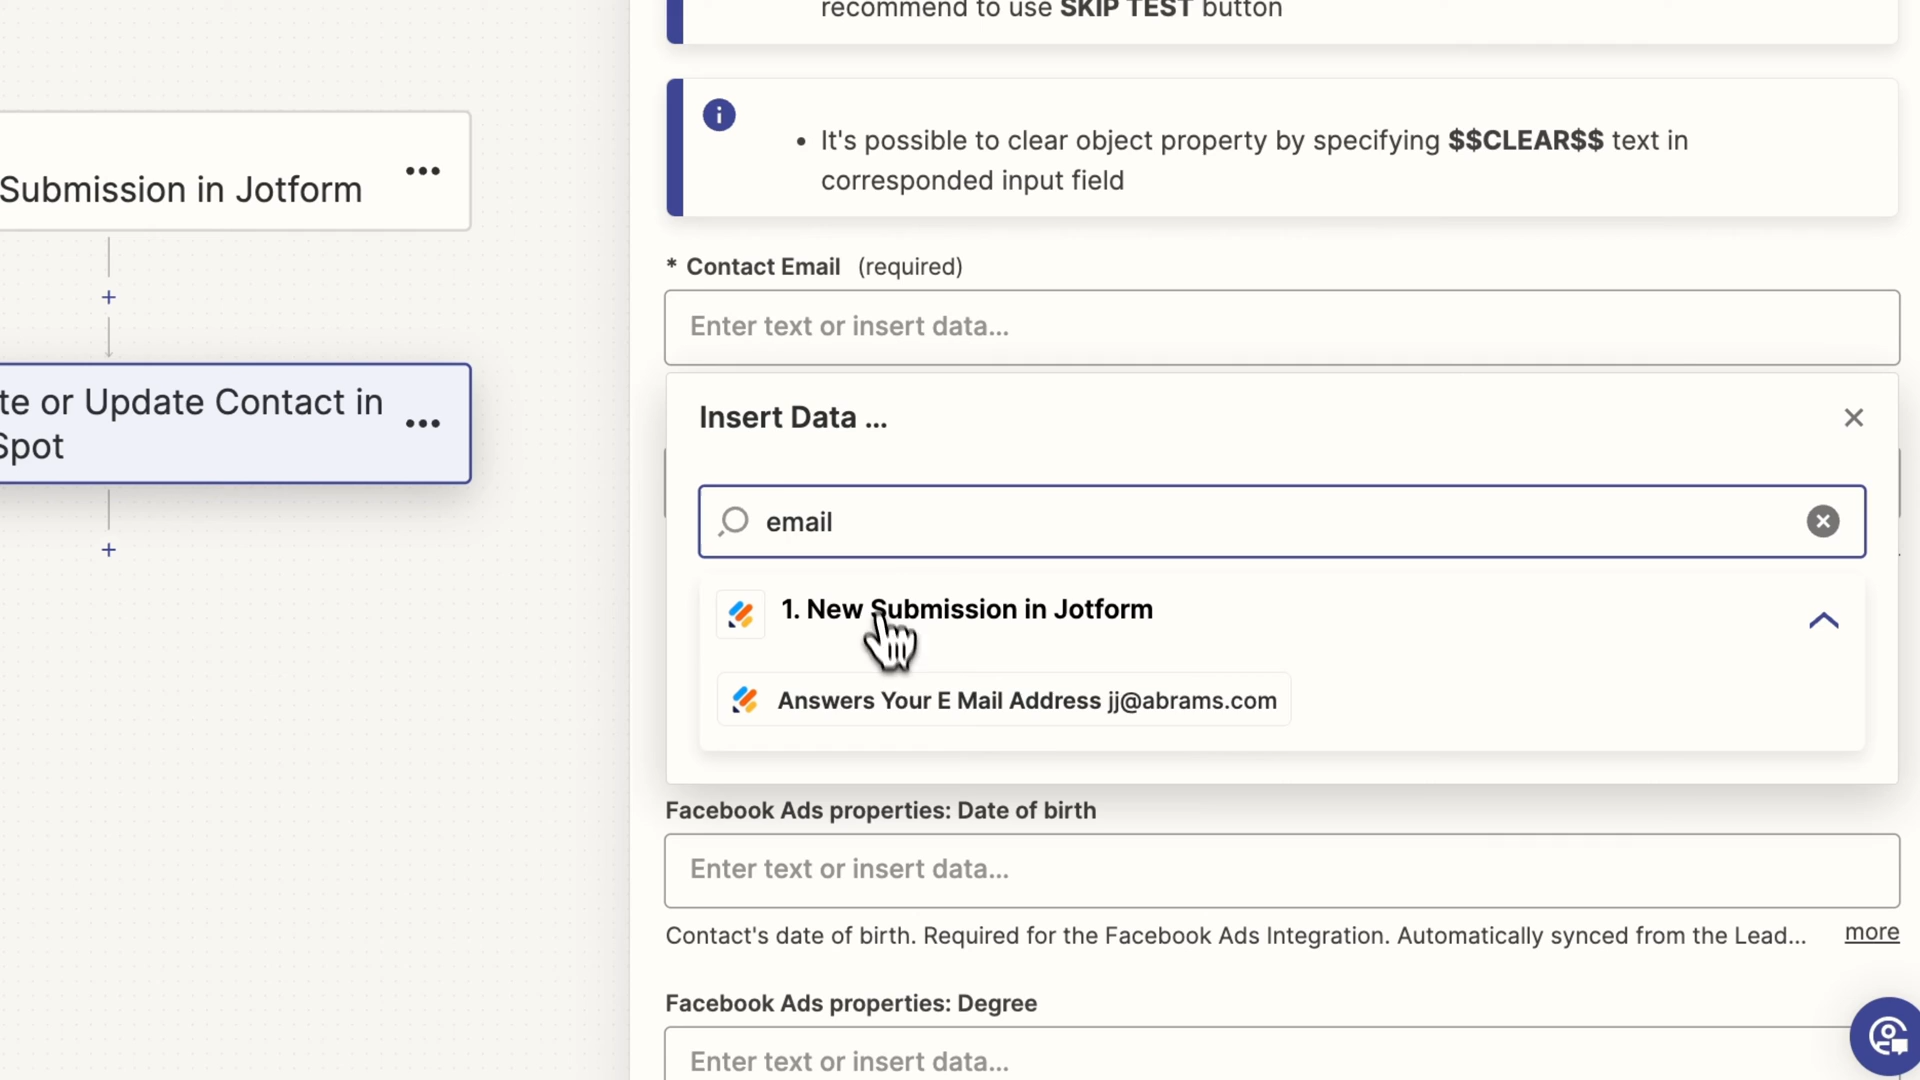 recommend to use SKIP TEST button
It's possible to clear object property by specifying $$CLEAR$$ text in
corresponded input field
Submission in Jotform
te or Update Contact in
Spot
* Contact Email (required)
Enter text or insert data...
Insert Data ...
email
1. New Submission in Jotform
Answers Your E Mail Address jj@abrams.com
Facebook Ads properties: Date of birth
Enter text or insert data...
Contact's date of birth. Required for the Facebook Ads Integration. Automatically synced from the Lead... more
Facebook Ads properties: Degree
Enter text or insert data...